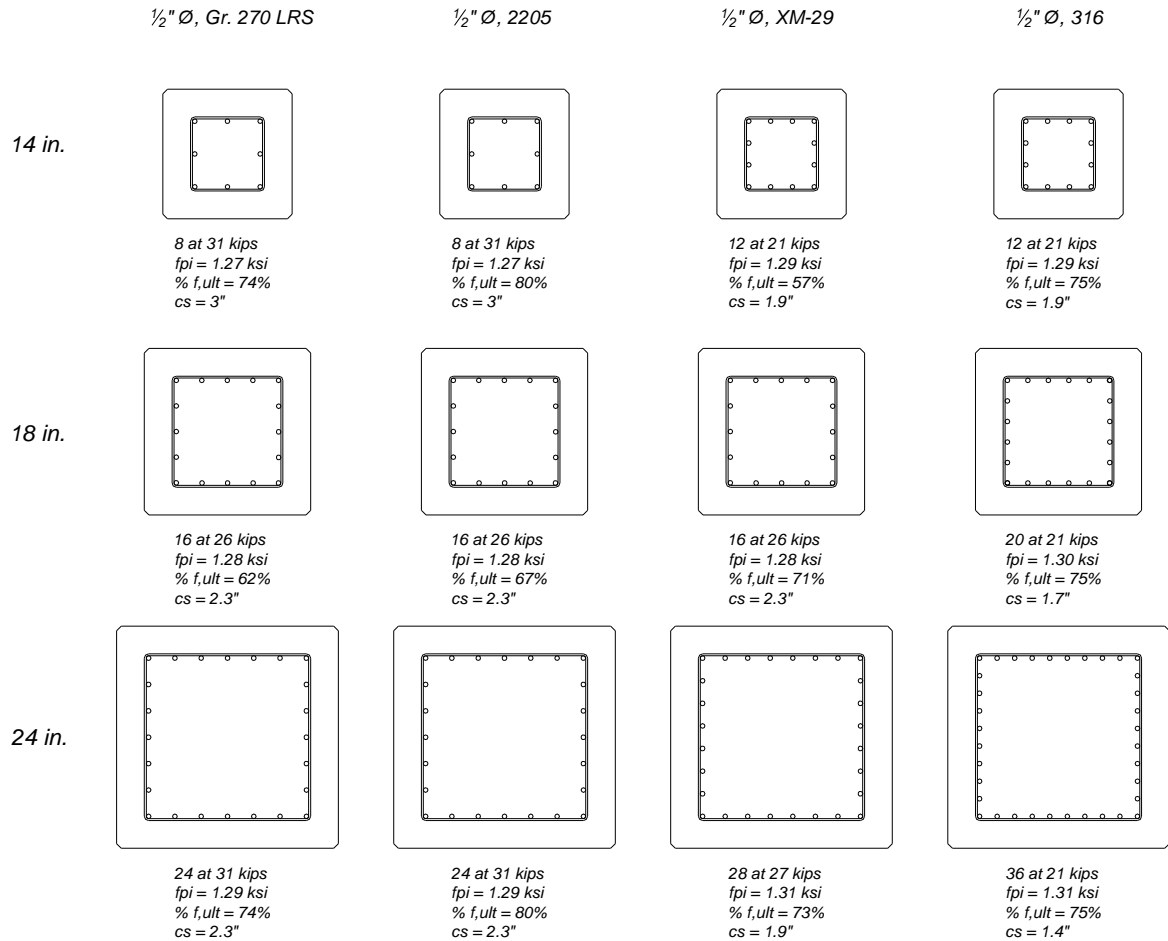 ½" Ø, Gr. 270 LRS
½" Ø, 2205
½" Ø, XM-29
½" Ø, 316
14 in.
8 at 31 kips
fpi = 1.27 ksi
% f,ult = 74%
cs = 3"
8 at 31 kips
fpi = 1.27 ksi
% f,ult = 80%
cs = 3"
12 at 21 kips
fpi = 1.29 ksi
% f,ult = 57%
cs = 1.9"
12 at 21 kips
fpi = 1.29 ksi
% f,ult = 75%
cs = 1.9"
18 in.
16 at 26 kips
fpi = 1.28 ksi
% f,ult = 62%
cs = 2.3"
16 at 26 kips
fpi = 1.28 ksi
% f,ult = 67%
cs = 2.3"
16 at 26 kips
fpi = 1.28 ksi
% f,ult = 71%
cs = 2.3"
20 at 21 kips
fpi = 1.30 ksi
% f,ult = 75%
cs = 1.7"
24 in.
24 at 31 kips
fpi = 1.29 ksi
% f,ult = 74%
cs = 2.3"
24 at 31 kips
fpi = 1.29 ksi
% f,ult = 80%
cs = 2.3"
28 at 27 kips
fpi = 1.31 ksi
% f,ult = 73%
cs = 1.9"
36 at 21 kips
fpi = 1.31 ksi
% f,ult = 75%
cs = 1.4"